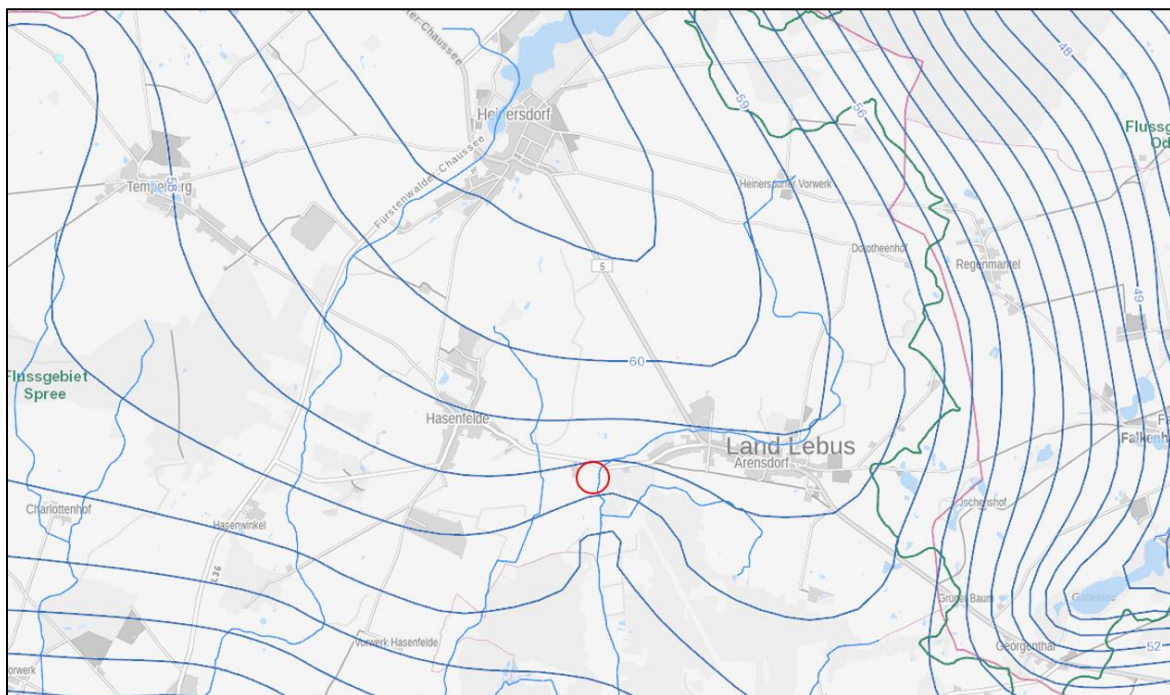 er-Chaussee
48
Heinersdorf
59
56
Flussg
Od
Tempelberg
58
Fürstenwalder-Chaussee
Heinersdorfer Vorwerk
Dorotheenhof
Regenmantel
5
49
60
Flussgebiet
Spree
Hasenfelde
Land Lebus
Arensdorf
F
Falkenh
Charlottenhof
Hasenwinkel
Jochenshof
L36
Grüner Baum
Vorwerk Hasenfelde
Georgenthal
52
orwerk